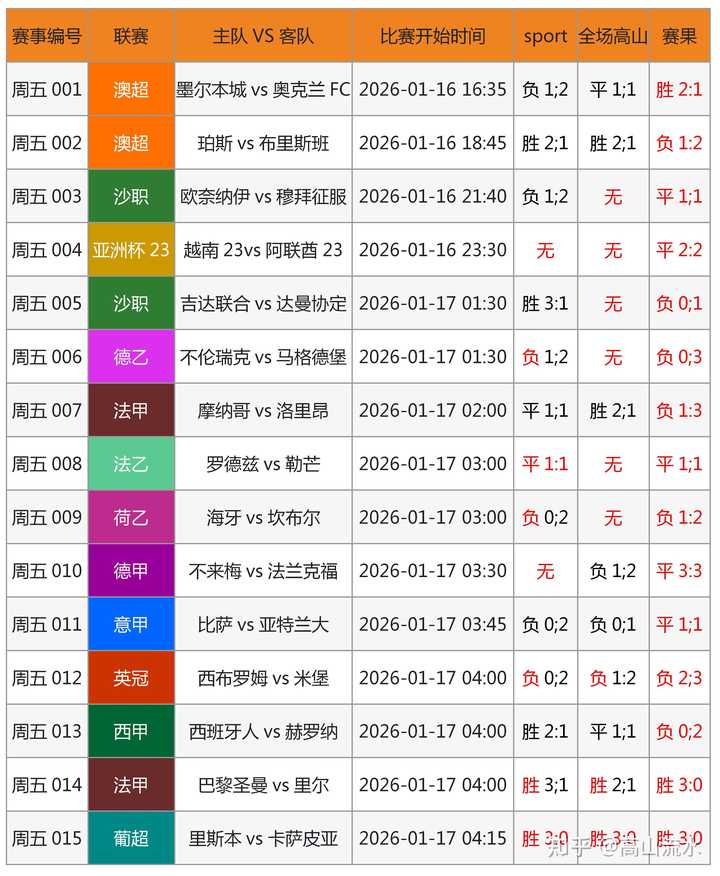 赛事编号 联赛 主队 VS 客队 比赛开始时间 sport 全场高山 赛果
周五 001 澳超 墨尔本城 vs 奥克兰 FC 2026-01-16 16:35 负 1;2 平 1;1 胜 2:1
周五 002 澳超 珀斯 vs 布里斯班 2026-01-16 18:45 胜 2;1 胜 2;1 负 1:2
周五 003 沙职 欧奈纳伊 vs 穆拜征服 2026-01-16 21:40 负 1;2 无 平 1;1
周五 004 亚洲杯 23 越南 23vs 阿联酋 23 2026-01-16 23:30 无 无 平 2:2
周五 005 沙职 吉达联合 vs 达曼协定 2026-01-17 01:30 胜 3:1 无 负 0;1
周五 006 德乙 不伦瑞克 vs 马格德堡 2026-01-17 01:30 负 1;2 无 负 0;3
周五 007 法甲 摩纳哥 vs 洛里昂 2026-01-17 02:00 平 1;1 胜 2;1 负 1:3
周五 008 法乙 罗德兹 vs 勒芒 2026-01-17 03:00 平 1:1 无 平 1;1
周五 009 荷乙 海牙 vs 坎布尔 2026-01-17 03:00 负 0;2 无 负 1:2
周五 010 德甲 不来梅 vs 法兰克福 2026-01-17 03:30 无 负 1;2 平 3:3
周五 011 意甲 比萨 vs 亚特兰大 2026-01-17 03:45 负 0;2 负 0;1 平 1;1
周五 012 英冠 西布罗姆 vs 米堡 2026-01-17 04:00 负 0;2 负 1:2 负 2;3
周五 013 西甲 西班牙人 vs 赫罗纳 2026-01-17 04:00 胜 2:1 平 1;1 负 0;2
周五 014 法甲 巴黎圣曼 vs 里尔 2026-01-17 04:00 胜 3;1 胜 2;1 胜 3:0
周五 015 葡超 里斯本 vs 卡萨皮亚 2026-01-17 04:15 胜 3:0 胜 3:0 胜 3:0
知乎 @高山流水